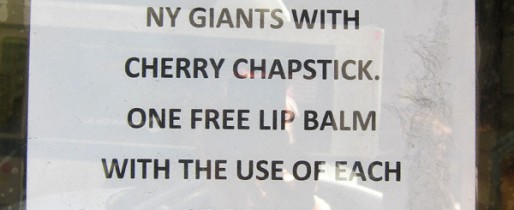 NY GIANTS WITH
CHERRY CHAPSTICK.
ONE FREE LIP BALM
WITH THE USE OF EACH